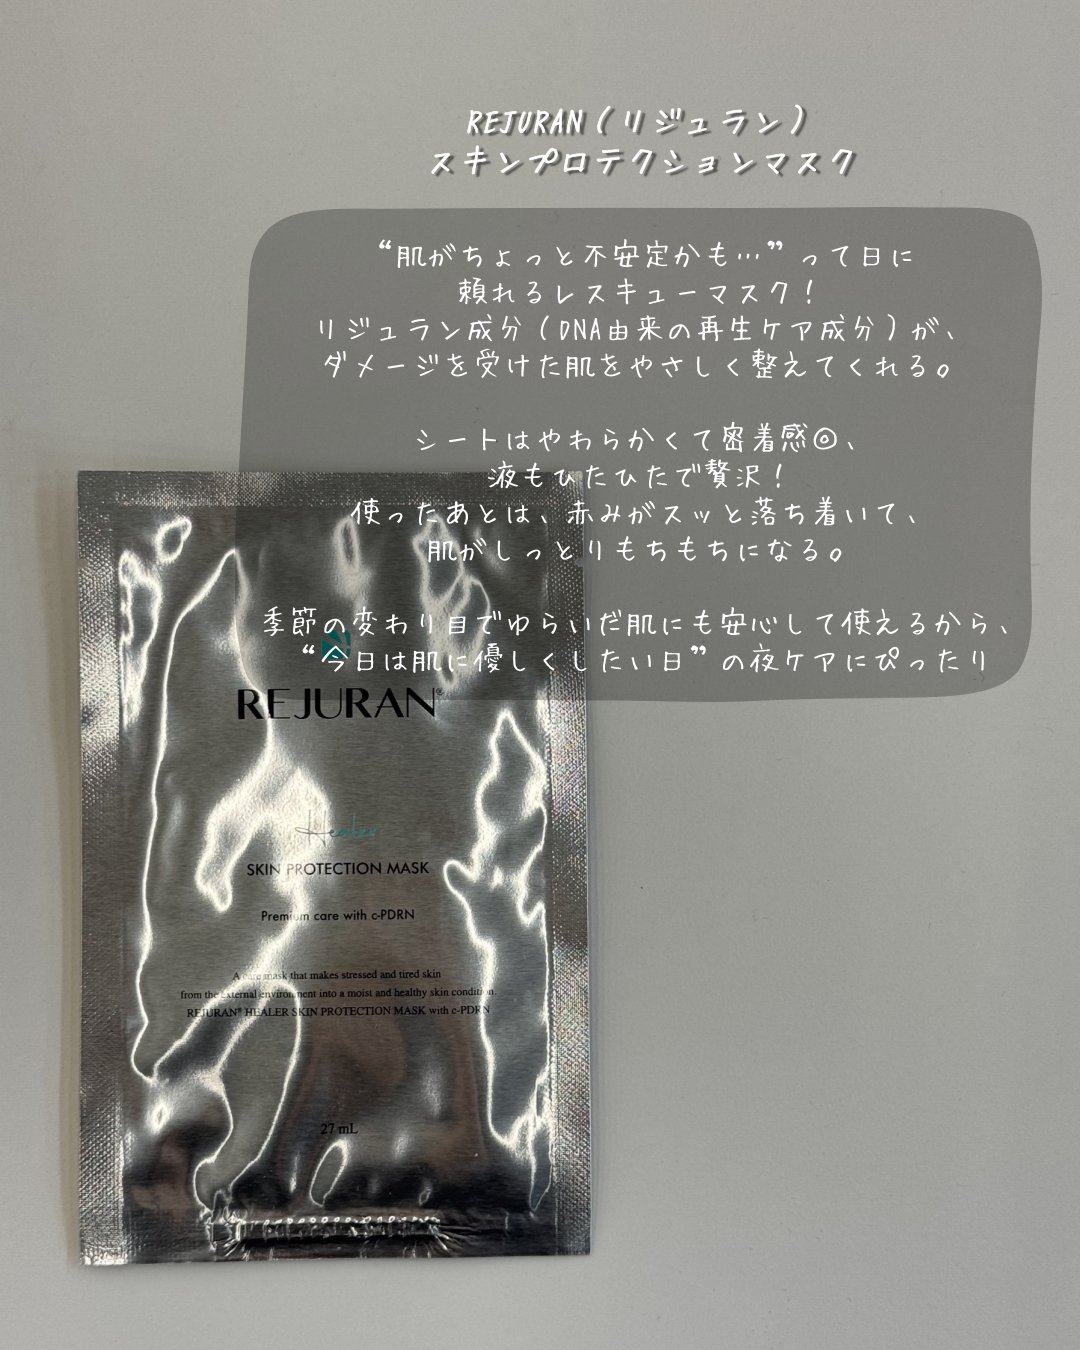 REJURAN（リジュラン）
スキンプロテクションマスク
“肌がちょっと不安定かも…”って日に
頼れるレスキューマスク！
リジュラン成分（DNA由来の再生ケア成分）が、
ダメージを受けた肌をやさしく整えてくれる。
シートはやわらかくて密着感◎、
液もひたひたで贅沢！
使ったあとは、赤みがスッと落ち着いて、
肌がしっとりもちもちになる。
季節の変わり目でゆらいだ肌にも安心して使えるから、
“今日は肌に優しくしたい日”の夜ケアにぴったり
REJURAN®
Healer
SKIN PROTECTION MASK
Premium care with c-PDRN
A care mask that makes stressed and tired skin
from the external environment into a moist and healthy skin condition.
REJURAN® HEALER SKIN PROTECTION MASK with c-PDRN
27 mL